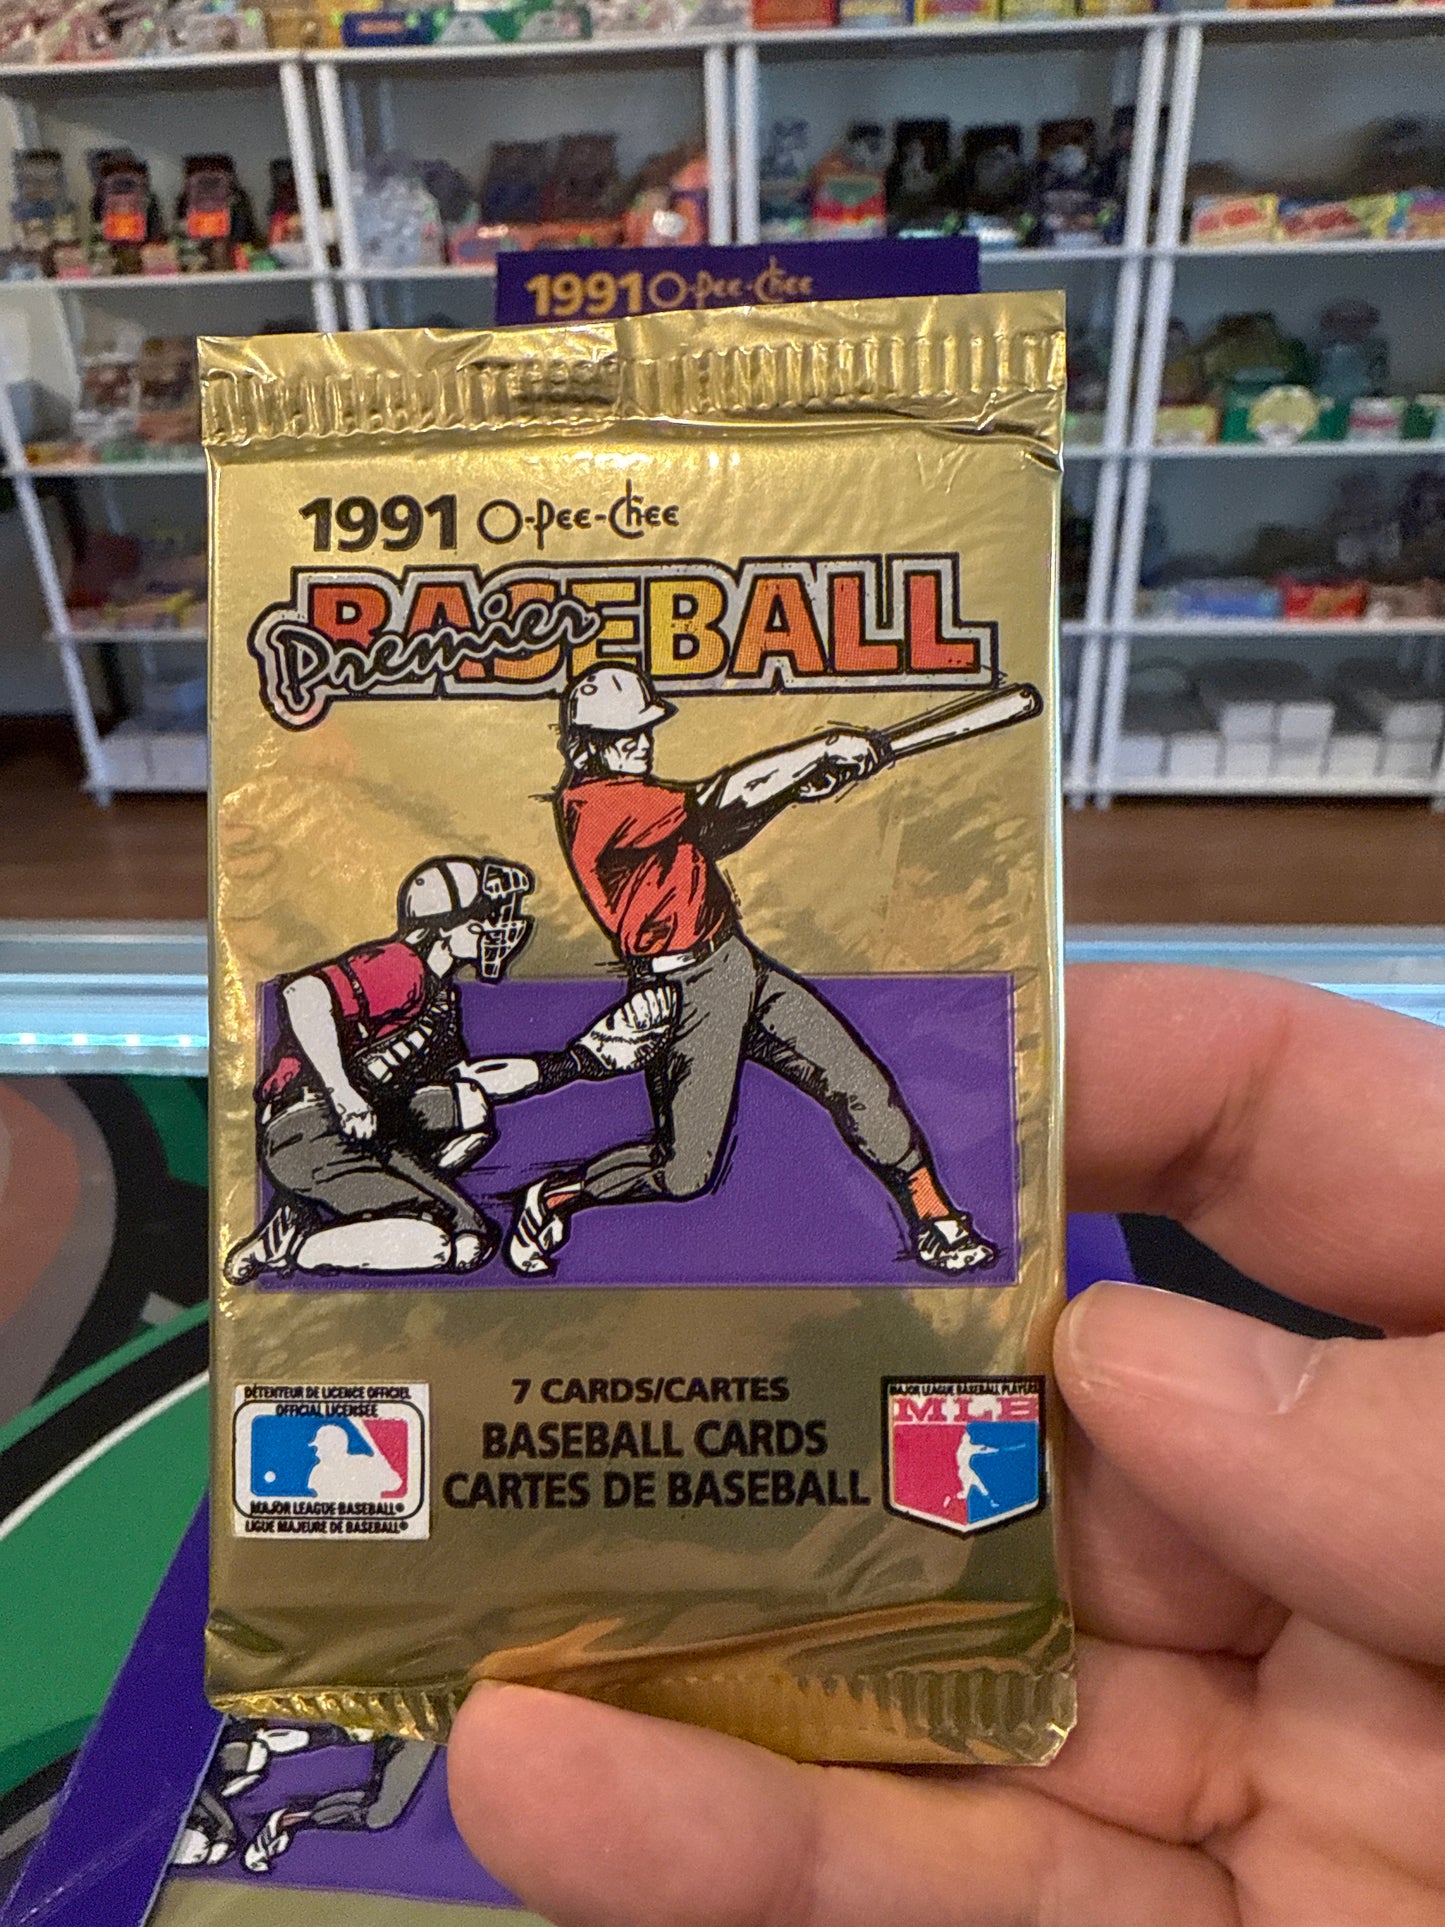 1991 O-Pee-Chee
1991 O-Pee-Chee
Premier
BASEBALL
7 CARDS/CARTES
BASEBALL CARDS
CARTES DE BASEBALL
DÉTENTEUR DE LICENCE OFFICIEL
OFFICIAL LICENSEE
MAJOR LEAGUE BASEBALL®
LIGUE MAJEURE DE BASEBALL®
MAJOR LEAGUE BASEBALL PLAYERS
MLB